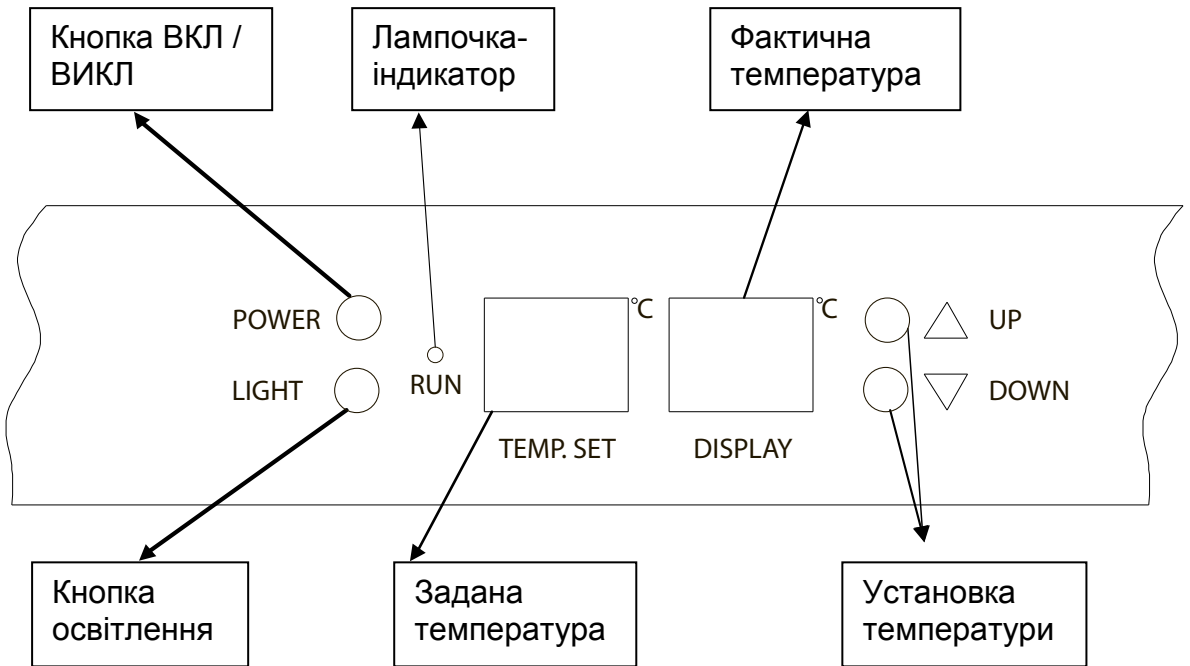 Кнопка ВКЛ /
ВИКЛ
Лампочка-
індикатор
Фактична
температура
POWER
°C
°C
UP
LIGHT
RUN
DOWN
TEMP. SET
DISPLAY
Кнопка
освітлення
Задана
температура
Установка
температури